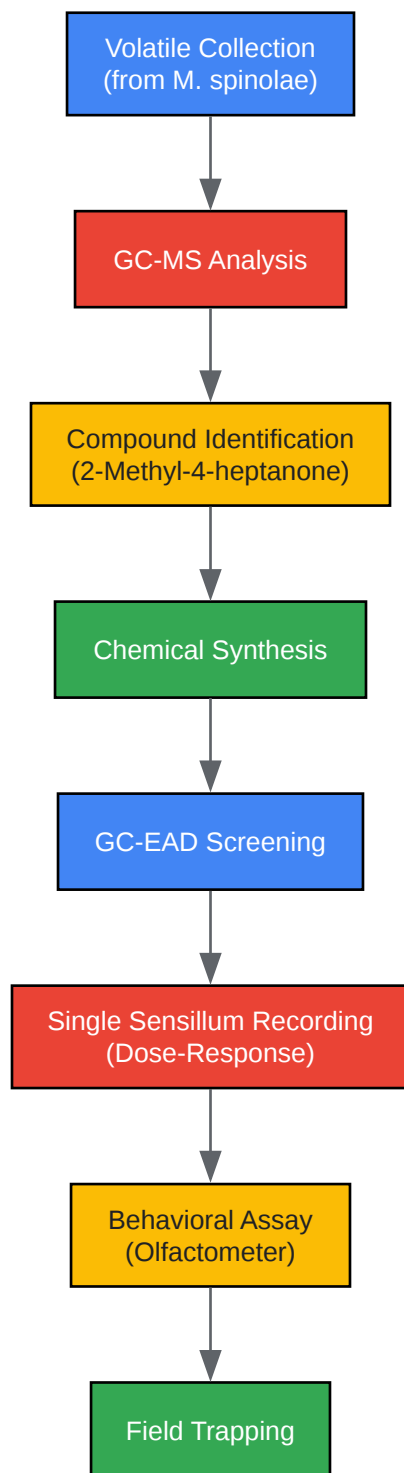 Volatile Collection
(from M. spinolae)
GC-MS Analysis
Compound Identification
(2-Methyl-4-heptanone)
Chemical Synthesis
GC-EAD Screening
Single Sensillum Recording
(Dose-Response)
Behavioral Assay
(Olfactometer)
Field Trapping